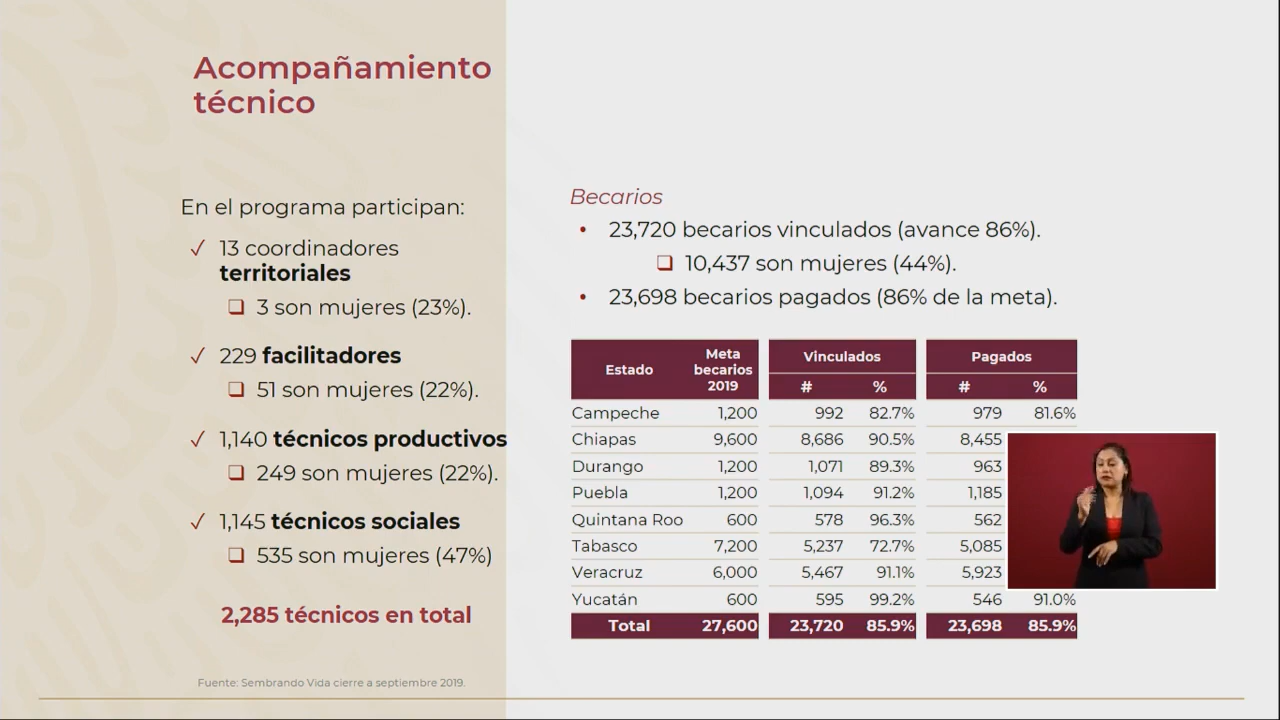 Acompañamiento
técnico
En el programa participan:
✓ 13 coordinadores
territoriales
❑ 3 son mujeres (23%).
✓ 229 facilitadores
❑ 51 son mujeres (22%).
✓ 1,140 técnicos productivos
❑ 249 son mujeres (22%).
✓ 1,145 técnicos sociales
❑ 535 son mujeres (47%)
2,285 técnicos en total
Fuente: Sembrando Vida cierre a septiembre 2019.
Becarios
• 23,720 becarios vinculados (avance 86%).
❑ 10,437 son mujeres (44%).
• 23,698 becarios pagados (86% de la meta).
Estado Meta becarios 2019 Vinculados Pagados
# % # %
Campeche 1,200 992 82.7% 979 81.6%
Chiapas 9,600 8,686 90.5% 8,455
Durango 1,200 1,071 89.3% 963
Puebla 1,200 1,094 91.2% 1,185
Quintana Roo 600 578 96.3% 562
Tabasco 7,200 5,237 72.7% 5,085
Veracruz 6,000 5,467 91.1% 5,923
Yucatán 600 595 99.2% 546 91.0%
Total 27,600 23,720 85.9% 23,698 85.9%